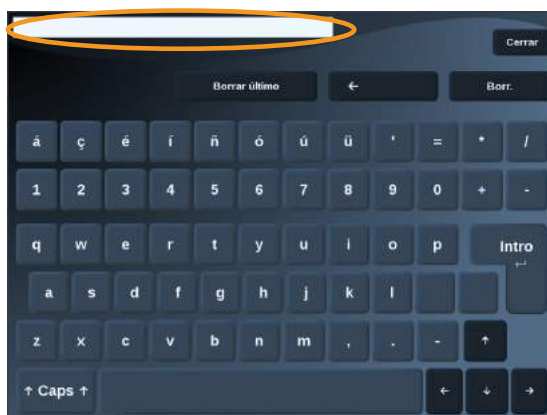 Cerrar
Borrar último ← Borr.
á ç é í ñ ó ú ü ' = * /
1 2 3 4 5 6 7 8 9 0 + -
q w e r t y u i o p Intro
a s d f g h j k l
z x c v b n m , . - ↑
↑ Caps ↑ ← ↓ →